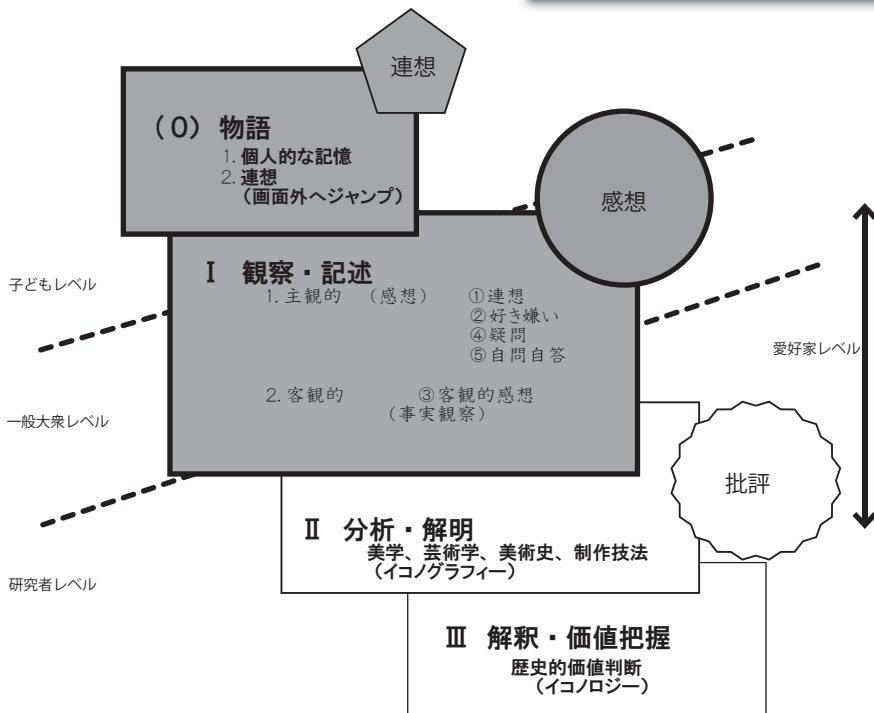 連想
(0) 物語
1. 個人的な記憶
2. 連想
(画面外へジャンプ)
感想
Ⅰ 観察・記述
1. 主観的 (感想) ①連想
②好き嫌い
④疑問
⑤自問自答
2. 客観的 ③客観的感想
(事実観察)
子どもレベル
愛好家レベル
一般大衆レベル
批評
Ⅱ 分析・解明
美学、芸術学、美術史、制作技法
(イコノグラフィー)
研究者レベル
Ⅲ 解釈・価値把握
歴史的価値判断
(イコノロジー)